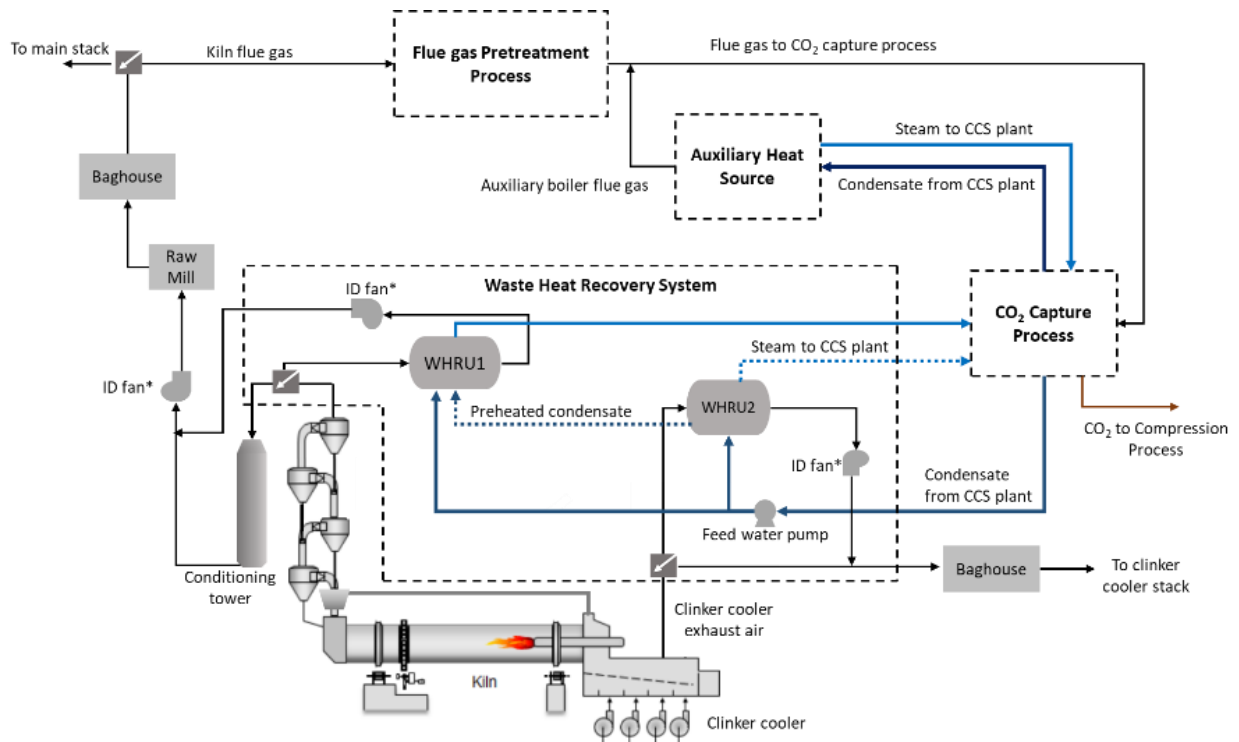 To main stack
Kiln flue gas
Flue gas Pretreatment
Process
Flue gas to CO₂ capture process
Steam to CCS plant
Auxiliary Heat
Source
Condensate from CCS plant
Auxiliary boiler flue gas
Baghouse
Raw
Mill
ID fan*
Waste Heat Recovery System
ID fan*
WHRU1
CO₂ Capture
Process
Steam to CCS plant
WHRU2
Preheated condensate
CO₂ to Compression
Process
ID fan*
Condensate
from CCS plant
Feed water pump
Conditioning
tower
Baghouse
To clinker
cooler stack
Clinker cooler
exhaust air
Kiln
Clinker cooler